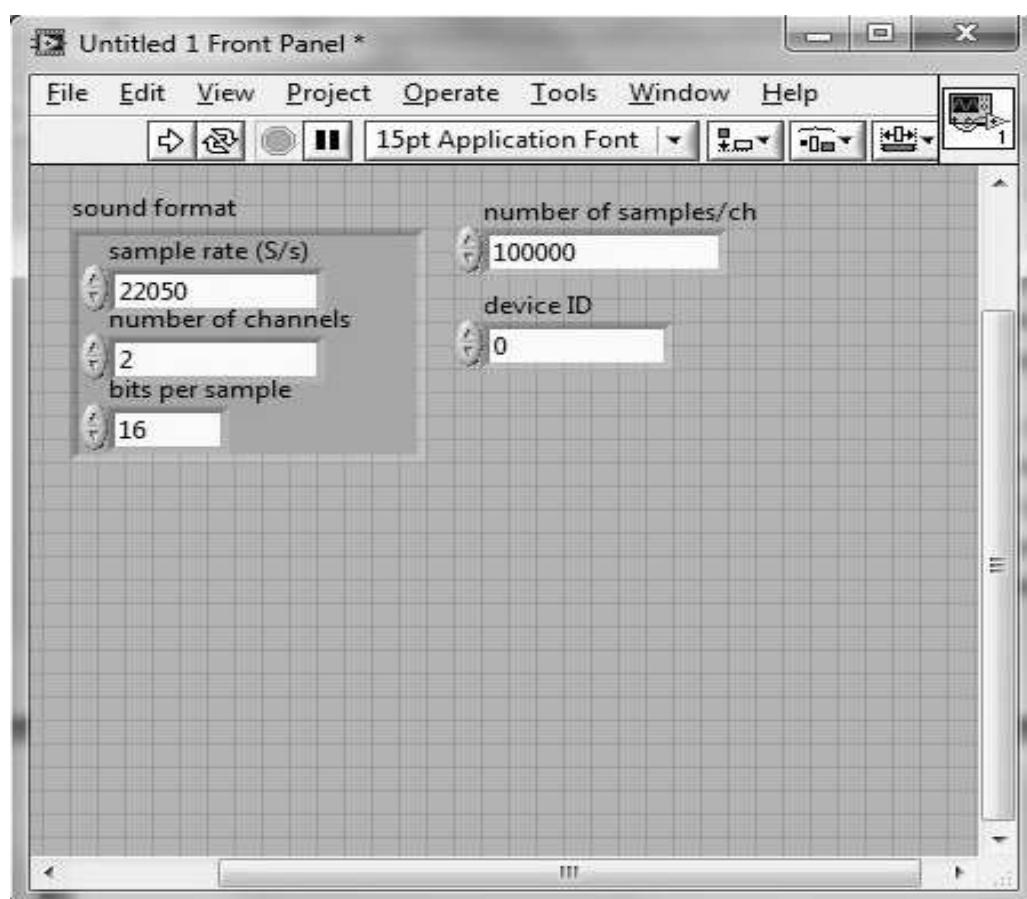 Untitled 1 Front Panel *
File Edit View Project Operate Tools Window Help
15pt Application Font
1
sound format
sample rate (S/s)
22050
number of channels
2
bits per sample
16
number of samples/ch
100000
device ID
0